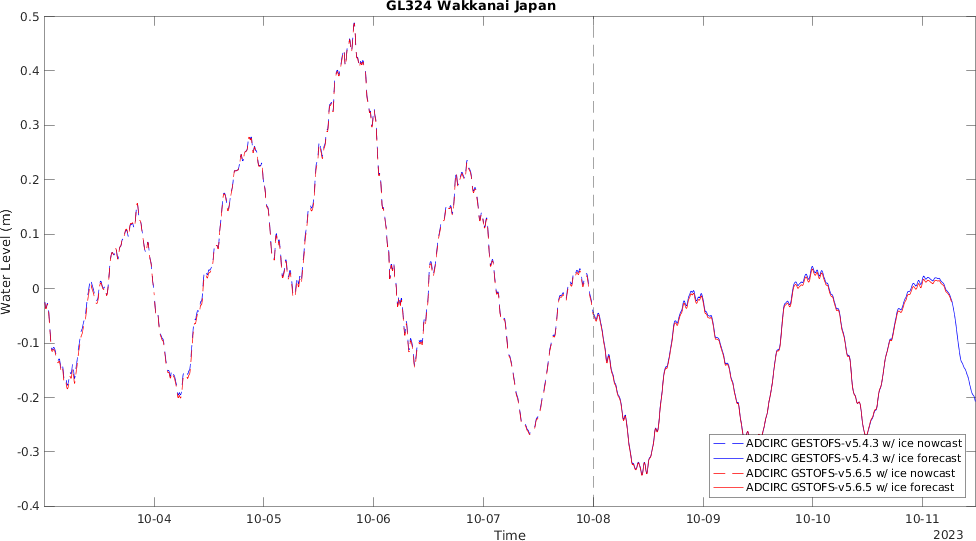 GL324 Wakkanai Japan
0.5
0.4
0.3
0.2
0.1
0
-0.1
-0.2
-0.3
-0.4
Water Level (m)
ADCIRC GESTOFS-v5.4.3 w/ ice nowcast
ADCIRC GESTOFS-v5.4.3 w/ ice forecast
ADCIRC GSTOFS-v5.6.5 w/ ice nowcast
ADCIRC GSTOFS-v5.6.5 w/ ice forecast
10-04 10-05 10-06 10-07 10-08 10-09 10-10 10-11
Time
2023